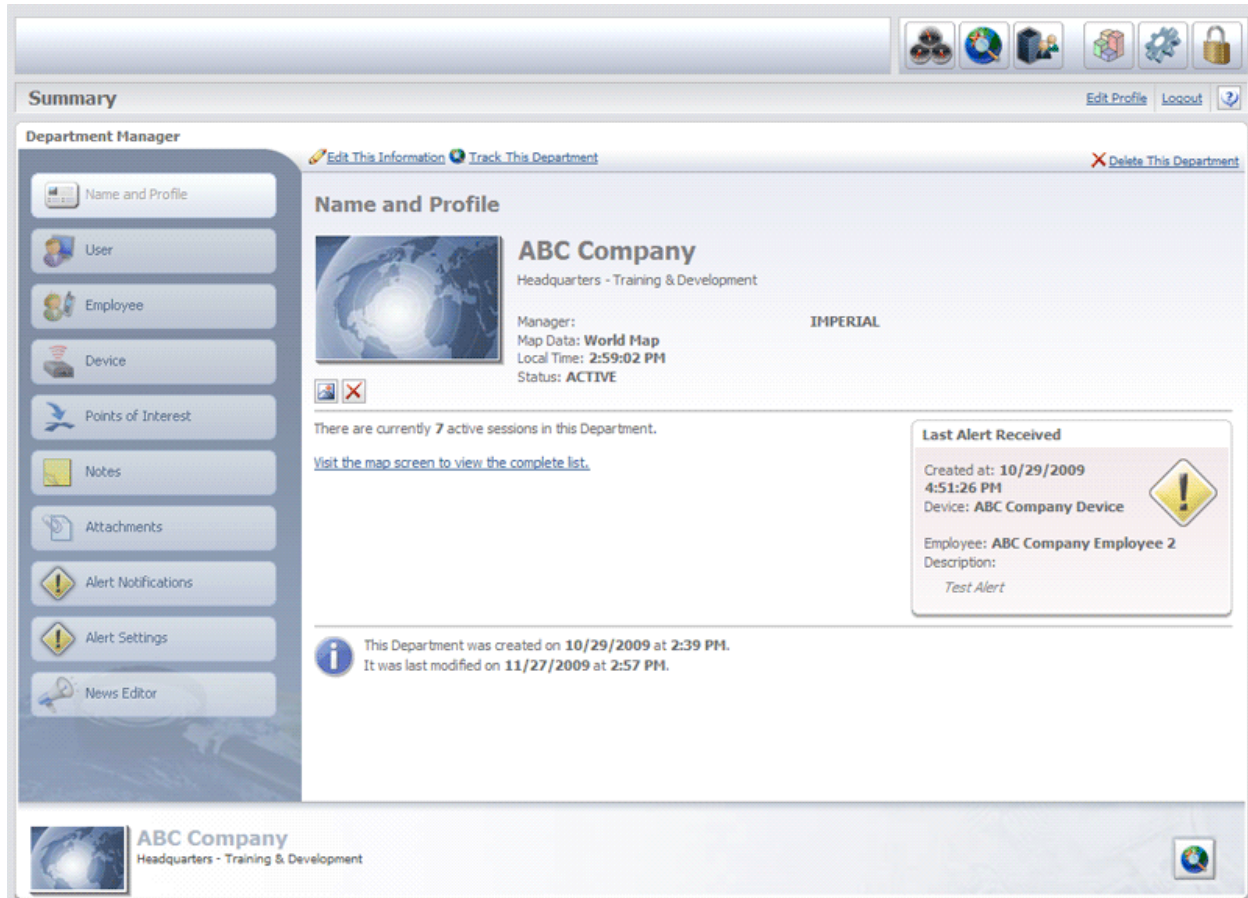 Summary
Edit Profile Logout
Department Manager
Edit This Information Track This Department
Delete This Department
Name and Profile
User
Employee
Device
Points of Interest
Notes
Attachments
Alert Notifications
Alert Settings
News Editor
Name and Profile
ABC Company
Headquarters - Training & Development
Manager: IMPERIAL
Map Data: World Map
Local Time: 2:59:02 PM
Status: ACTIVE
There are currently 7 active sessions in this Department.
Visit the map screen to view the complete list.
Last Alert Received
Created at: 10/29/2009
4:51:26 PM
Device: ABC Company Device
Employee: ABC Company Employee 2
Description:
Test Alert
This Department was created on 10/29/2009 at 2:39 PM.
It was last modified on 11/27/2009 at 2:57 PM.
ABC Company
Headquarters - Training & Development